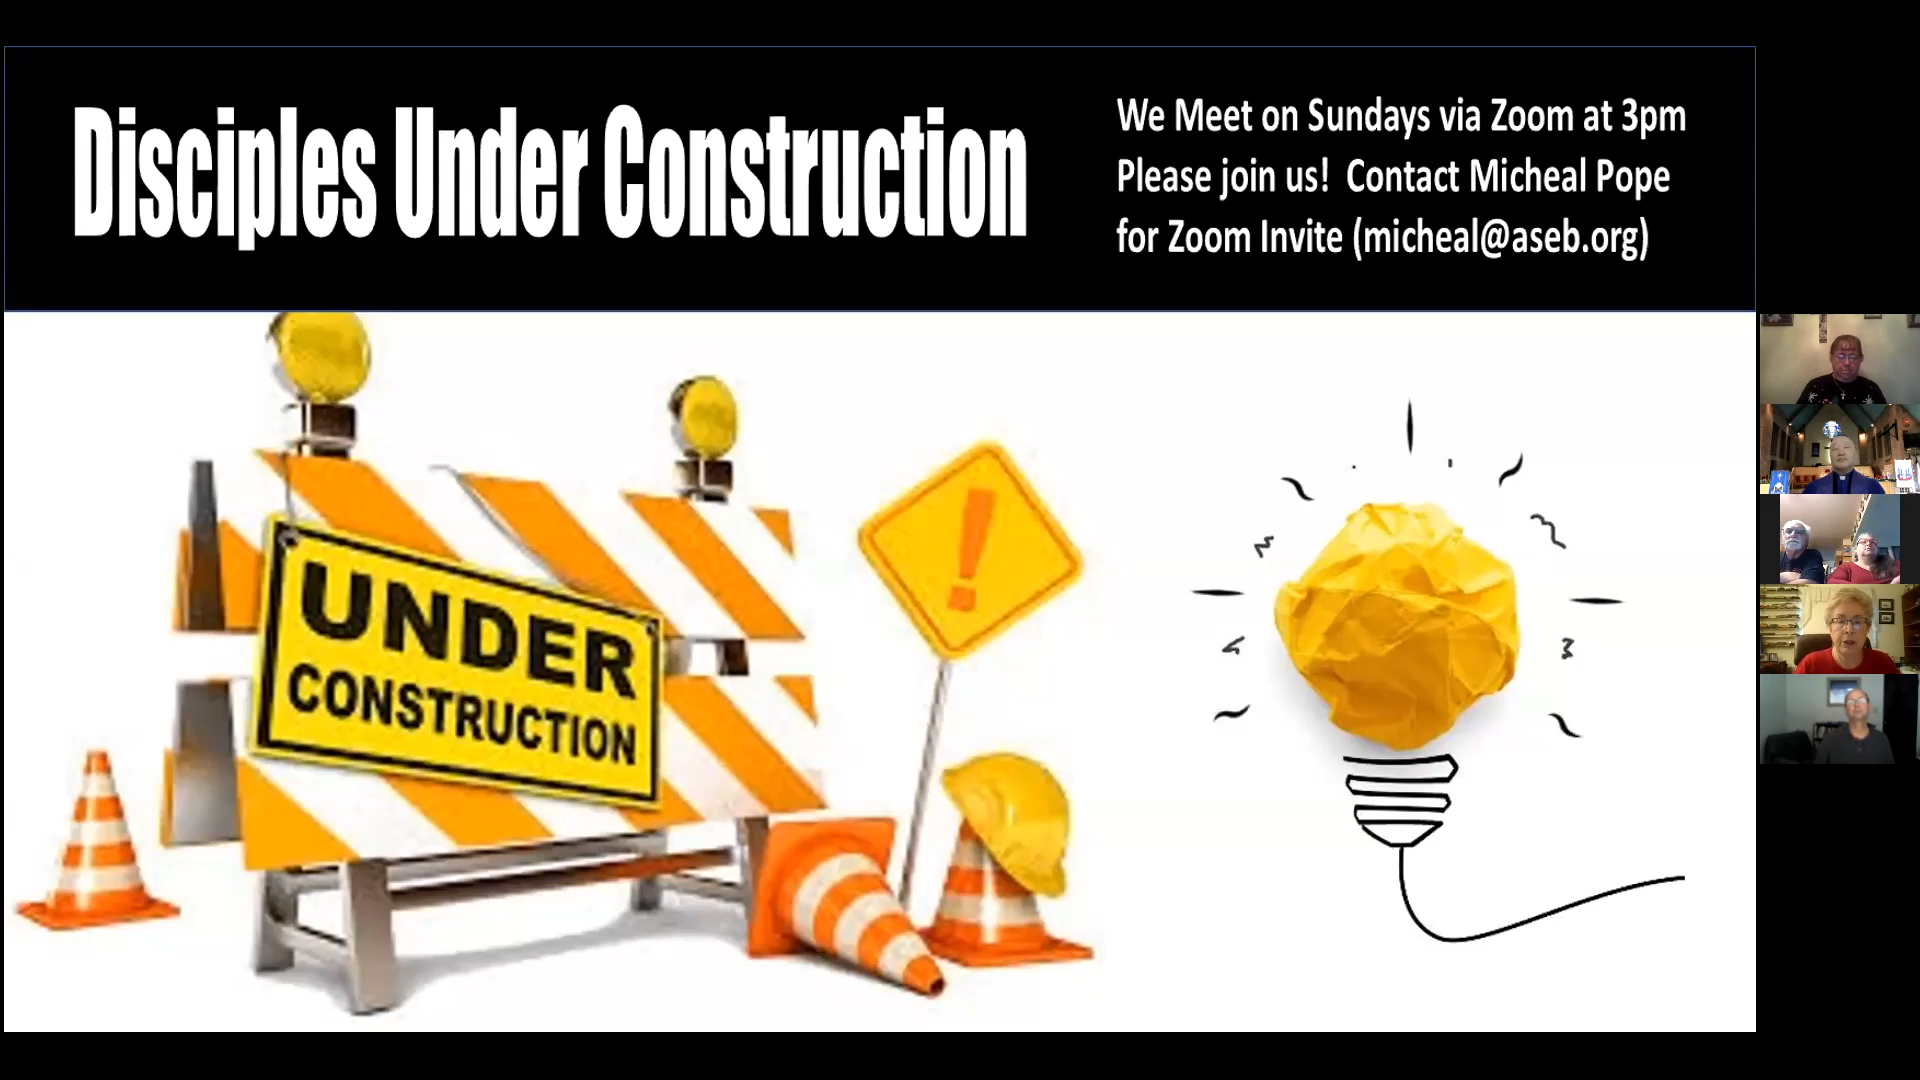 Disciples Under Construction
We Meet on Sundays via Zoom at 3pm
Please join us!  Contact Micheal Pope
for Zoom Invite (micheal@aseb.org)
UNDER
CONSTRUCTION
!